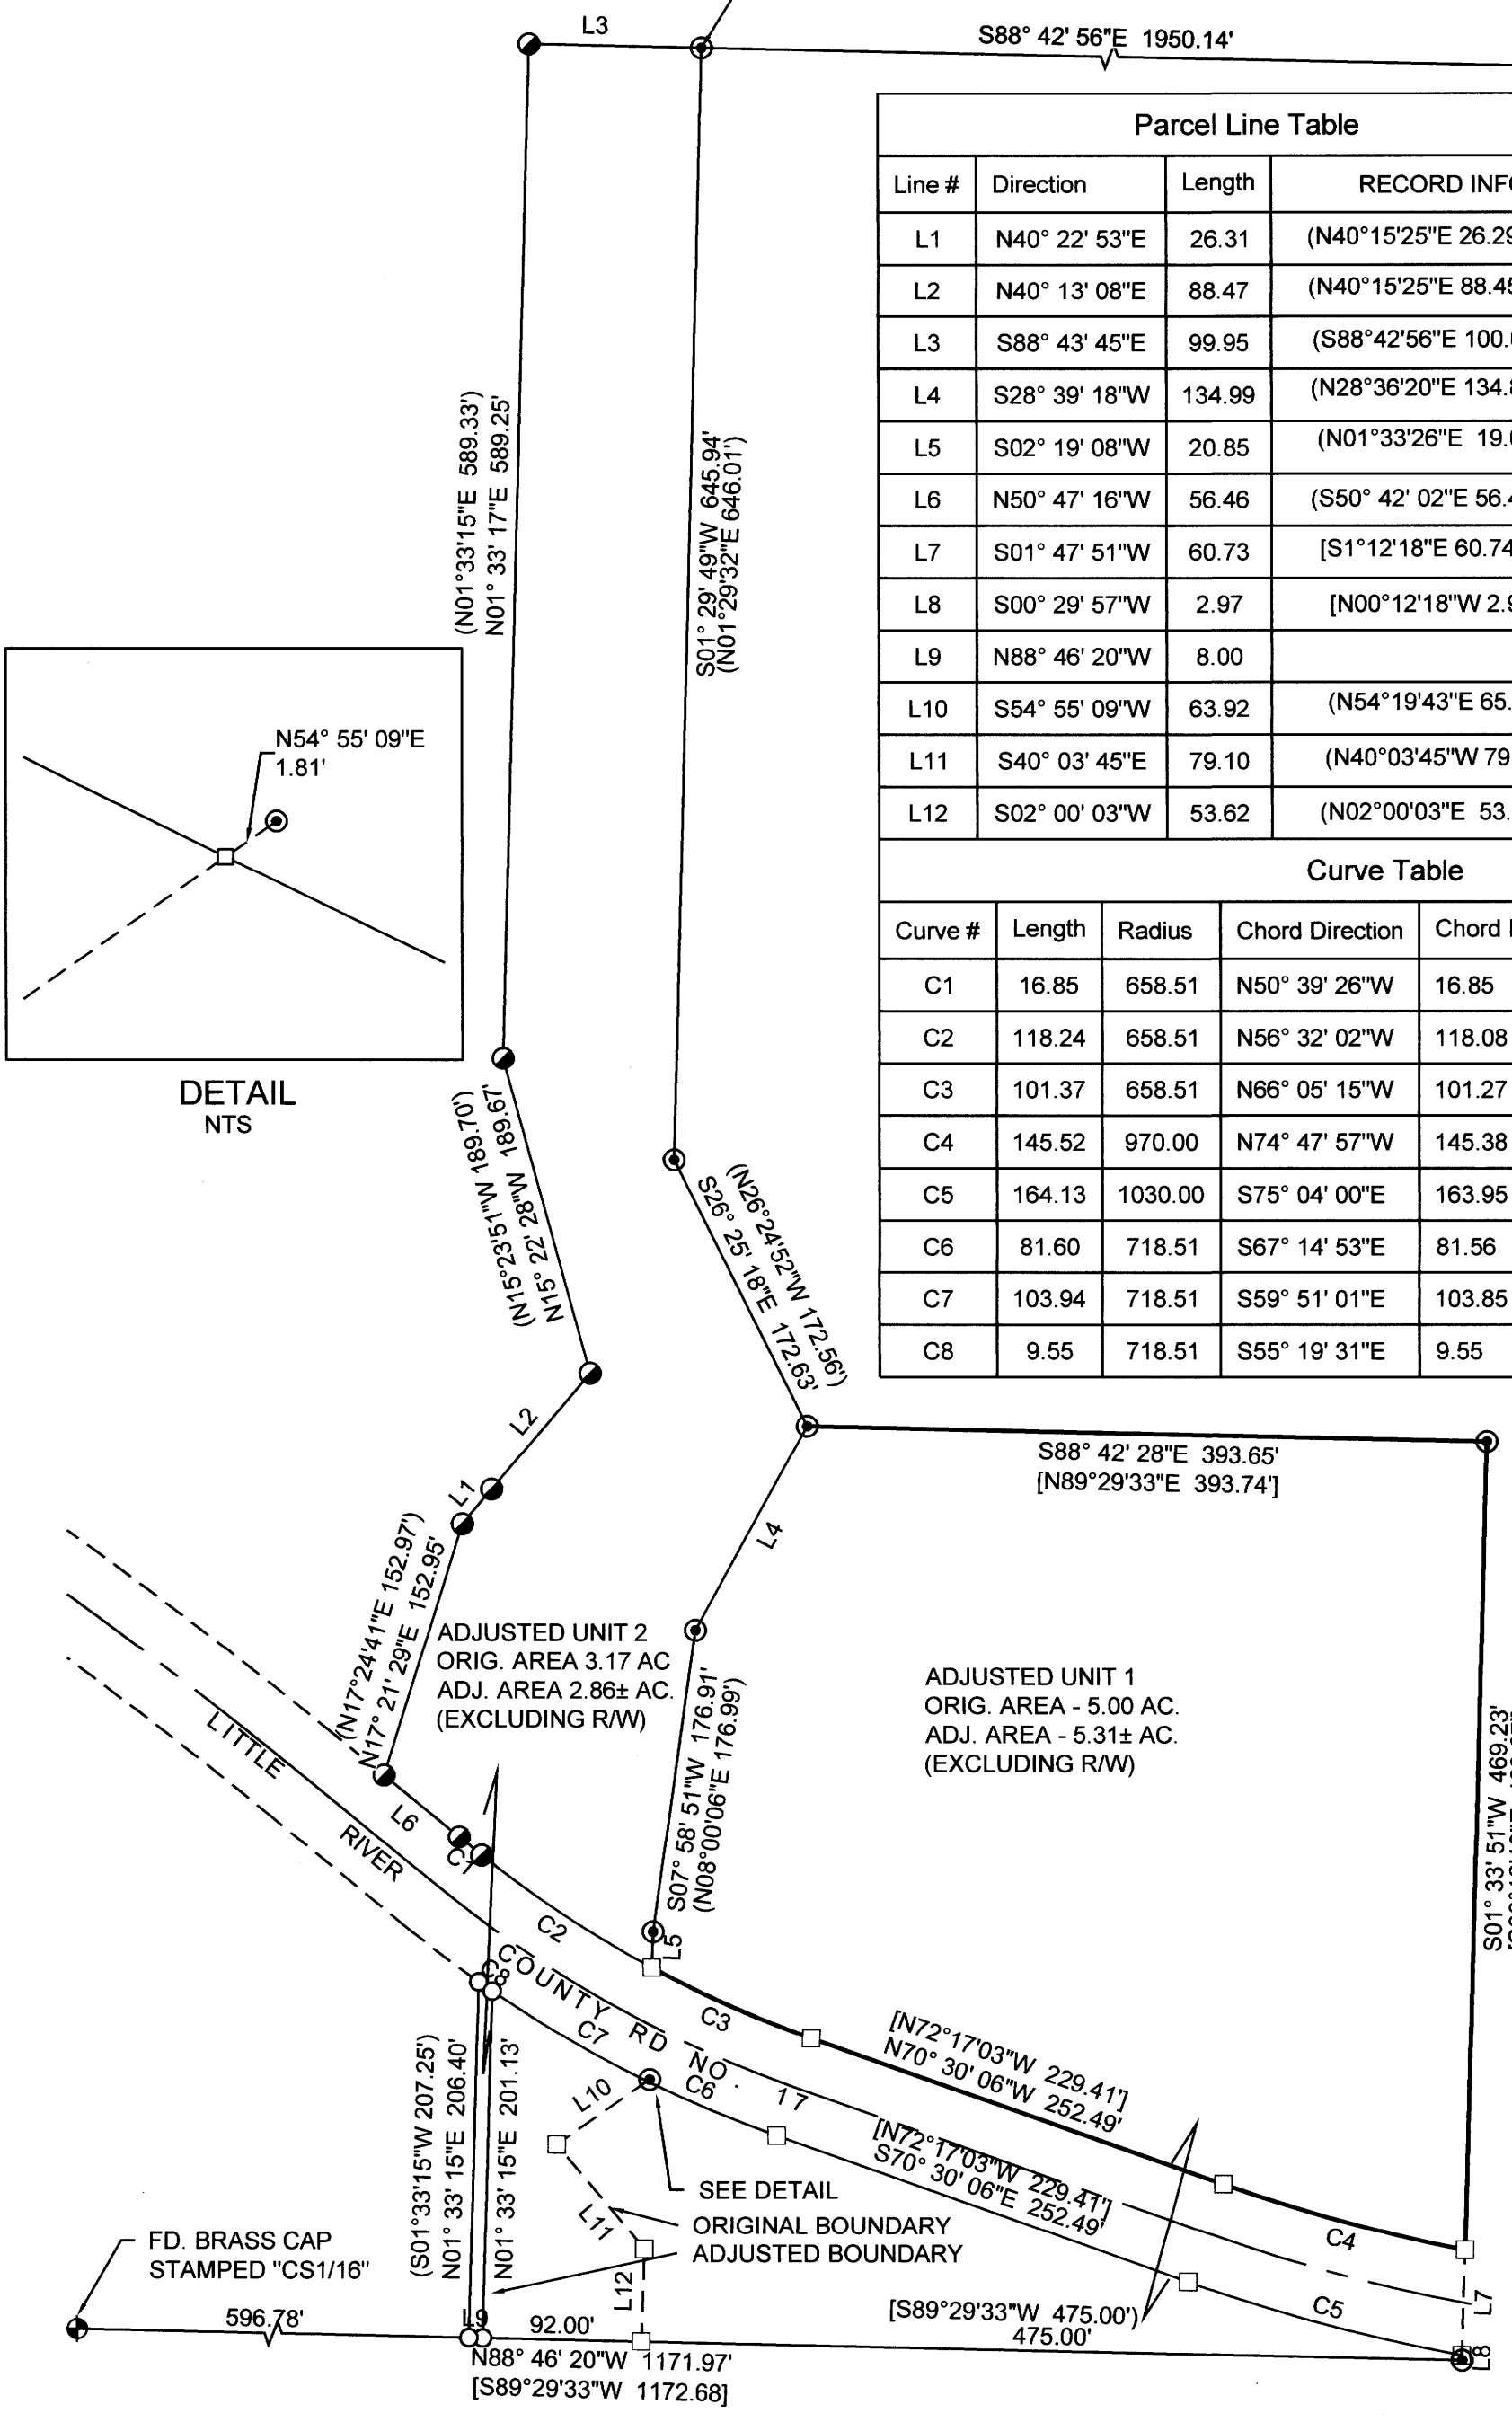 L3
S88° 42' 56"E 1950.14'
Parcel Line Table
Line # Direction Length RECORD INF
L1 N40° 22' 53"E 26.31 (N40°15'25"E 26.29
L2 N40° 13' 08"E 88.47 (N40°15'25"E 88.45
L3 S88° 43' 45"E 99.95 (S88°42'56"E 100.
L4 S28° 39' 18"W 134.99 (N28°36'20"E 134.
L5 S02° 19' 08"W 20.85 (N01°33'26"E 19.
L6 N50° 47' 16"W 56.46 (S50° 42' 02"E 56.
L7 S01° 47' 51"W 60.73 [S1°12'18"E 60.74
L8 S00° 29' 57"W 2.97 [N00°12'18"W 2.
L9 N88° 46' 20"W 8.00
L10 S54° 55' 09"W 63.92 (N54°19'43"E 65.
L11 S40° 03' 45"E 79.10 (N40°03'45"W 79
L12 S02° 00' 03"W 53.62 (N02°00'03"E 53.
Curve Table
Curve # Length Radius Chord Direction Chord
C1 16.85 658.51 N50° 39' 26"W 16.85
C2 118.24 658.51 N56° 32' 02"W 118.08
C3 101.37 658.51 N66° 05' 15"W 101.27
C4 145.52 970.00 N74° 47' 57"W 145.38
C5 164.13 1030.00 S75° 04' 00"E 163.95
C6 81.60 718.51 S67° 14' 53"E 81.56
C7 103.94 718.51 S59° 51' 01"E 103.85
C8 9.55 718.51 S55° 19' 31"E 9.55
(N01°33'15"E 589.33')
N01° 33' 17"E 589.25'
S01° 29' 49"W 645.94'
(N01°29'32"E 646.01')
N54° 55' 09"E
1.81'
DETAIL
NTS
(N15°23'51"W 189.70')
N15° 22' 28"W 189.67'
(N26°24'52"W 172.56')
S26° 25' 18"E 172.63'
L2
L1
S88° 42' 28"E 393.65'
[N89°29'33"E 393.74']
L4
(N17°24'41"E 152.97')
N17° 21' 29"E 152.95'
ADJUSTED UNIT 2
ORIG. AREA 3.17 AC
ADJ. AREA 2.86± AC.
(EXCLUDING R/W)
ADJUSTED UNIT 1
ORIG. AREA - 5.00 AC.
ADJ. AREA - 5.31± AC.
(EXCLUDING R/W)
S07° 58' 51"W 176.91'
(N08°00'06"E 176.99')
S01° 33' 51"W 469.23'
LITTLE
RIVER
COUNTY RD NO. 17
L6
C2
L5
C8
C3
C7
C6
[N72°17'03"W 229.41']
N70° 30' 06"W 252.49'
[N72°17'03"W 229.41']
S70° 30' 06"E 252.49'
L10
L11
L12
SEE DETAIL
ORIGINAL BOUNDARY
ADJUSTED BOUNDARY
(S01°33'15"W 207.25')
N01° 33' 15"E 206.40'
N01° 33' 15"E 201.13'
FD. BRASS CAP
STAMPED "CS1/16"
C4
C5
L7
L8
596.78'
L9
92.00'
[S89°29'33"W 475.00')
475.00'
N88° 46' 20"W 1171.97'
[S89°29'33"W 1172.68]